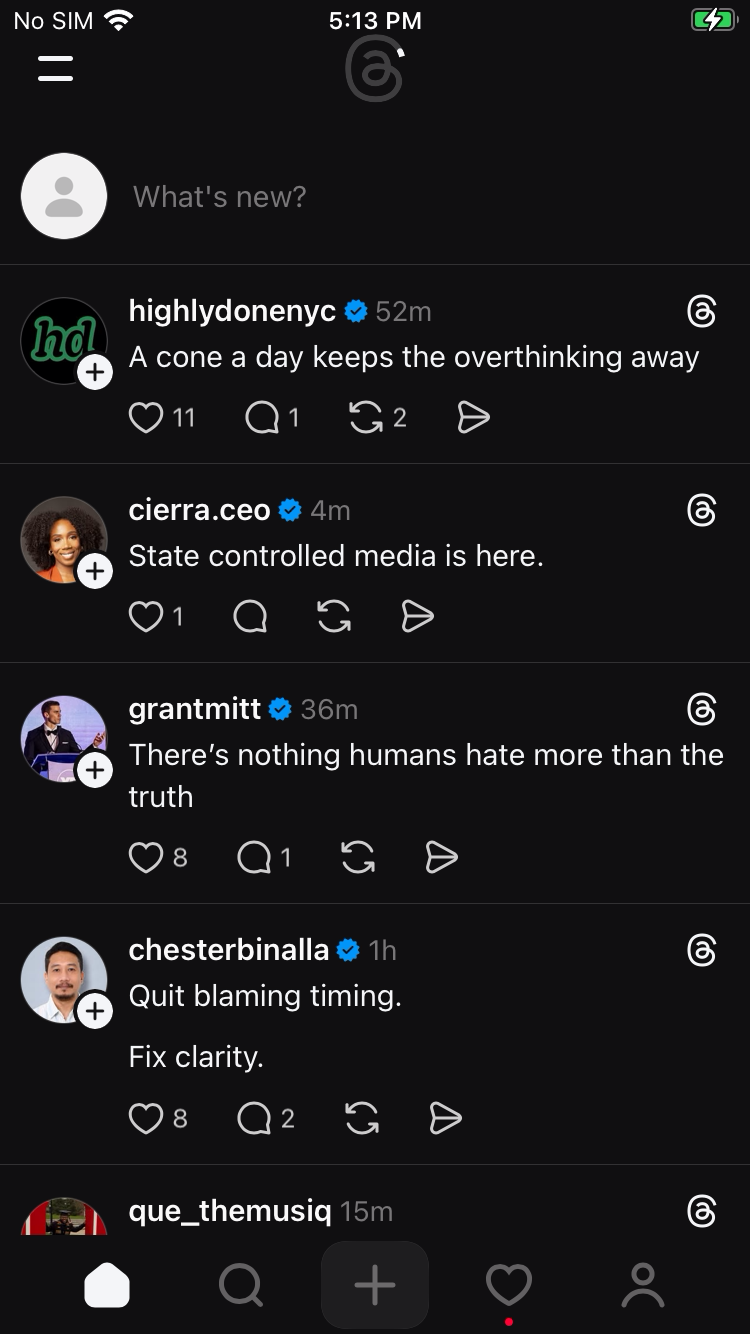 No SIM 5:13 PM
What's new?
hd
highlydonenyc 52m
A cone a day keeps the overthinking away
11 1 2
cierra.ceo 4m
State controlled media is here.
1
grantmitt 36m
There’s nothing humans hate more than the
truth
8 1
chesterbinalla 1h
Quit blaming timing.
Fix clarity.
8 2
que_themusiq 15m